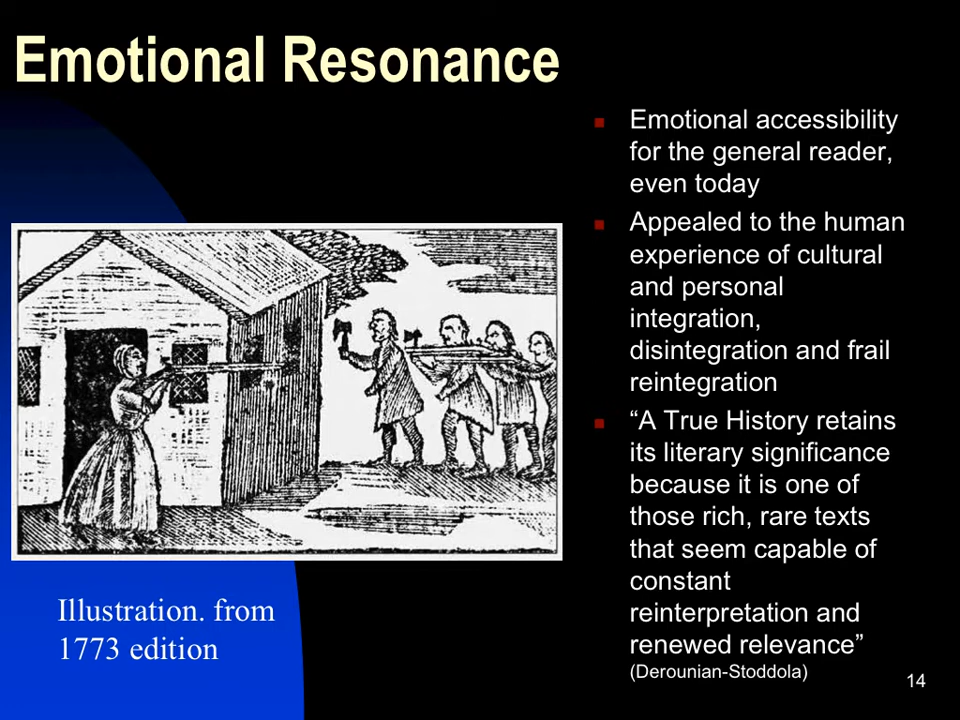 Emotional Resonance
Emotional accessibility
for the general reader,
even today
Appealed to the human
experience of cultural
and personal
integration,
disintegration and frail
reintegration
“A True History retains
its literary significance
because it is one of
those rich, rare texts
that seem capable of
constant
reinterpretation and
renewed relevance”
(Derounian-Stoddola)
Illustration. from
1773 edition
14